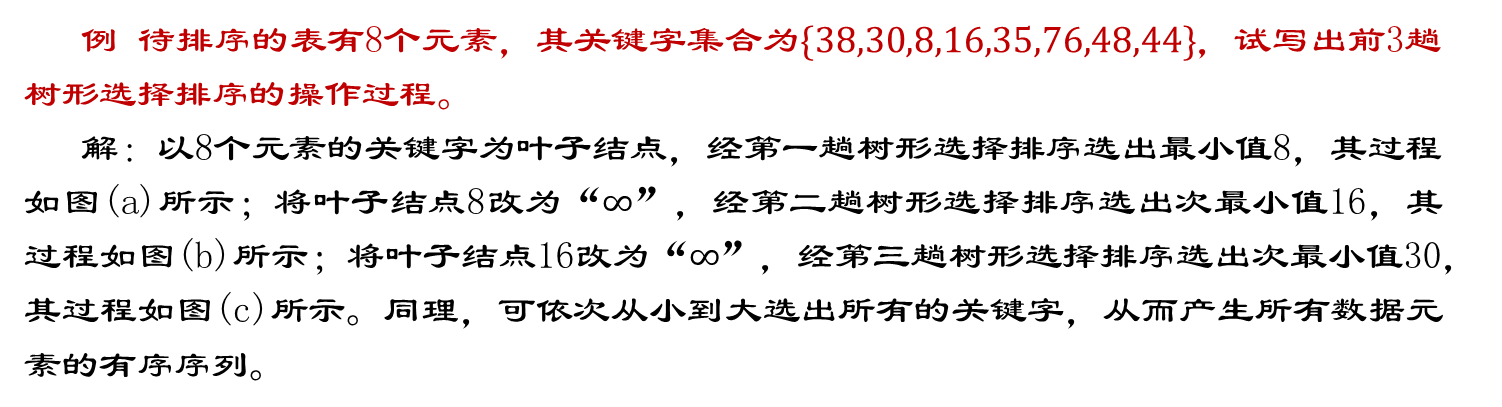 例 待排序的表有8个元素，其关键字集合为{38,30,8,16,35,76,48,44}，试写出前3趟
树形选择排序的操作过程。
解：以8个元素的关键字为叶子结点，经第一趟树形选择排序选出最小值8，其过程
如图(a)所示；将叶子结点8改为“∞”，经第二趟树形选择排序选出次最小值16，其
过程如图(b)所示；将叶子结点16改为“∞”，经第三趟树形选择排序选出次最小值30，
其过程如图(c)所示。同理，可依次从小到大选出所有的关键字，从而产生所有数据元
素的有序序列。